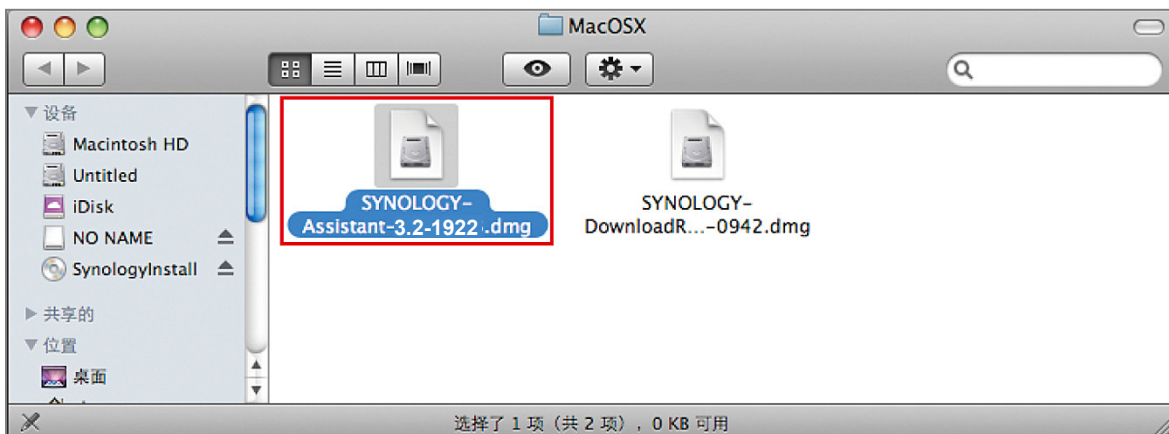 MacOSX
设备
Macintosh HD
Untitled
iDisk
NO NAME
SynologyInstall
共享的
位置
桌面
SYNOLOGY-
Assistant-3.2-1922.dmg
SYNOLOGY-
DownloadR...-0942.dmg
选择了 1 项（共 2 项）, 0 KB 可用